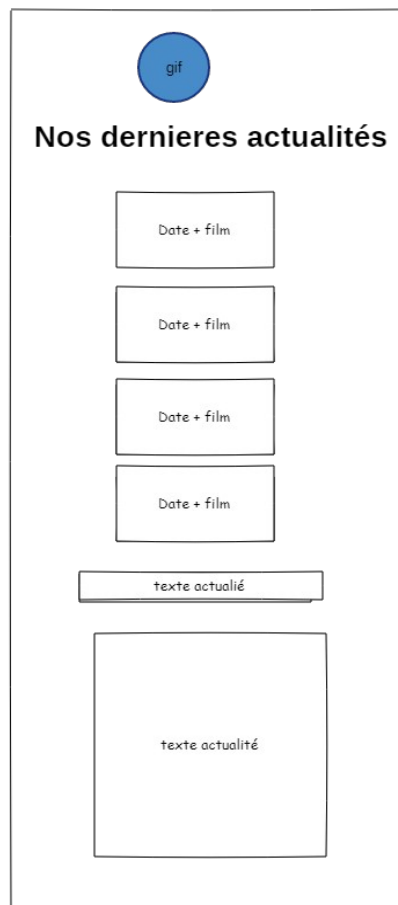 gif
Nos dernieres actualités
Date + film
Date + film
Date + film
Date + film
texte actualié
texte actualité